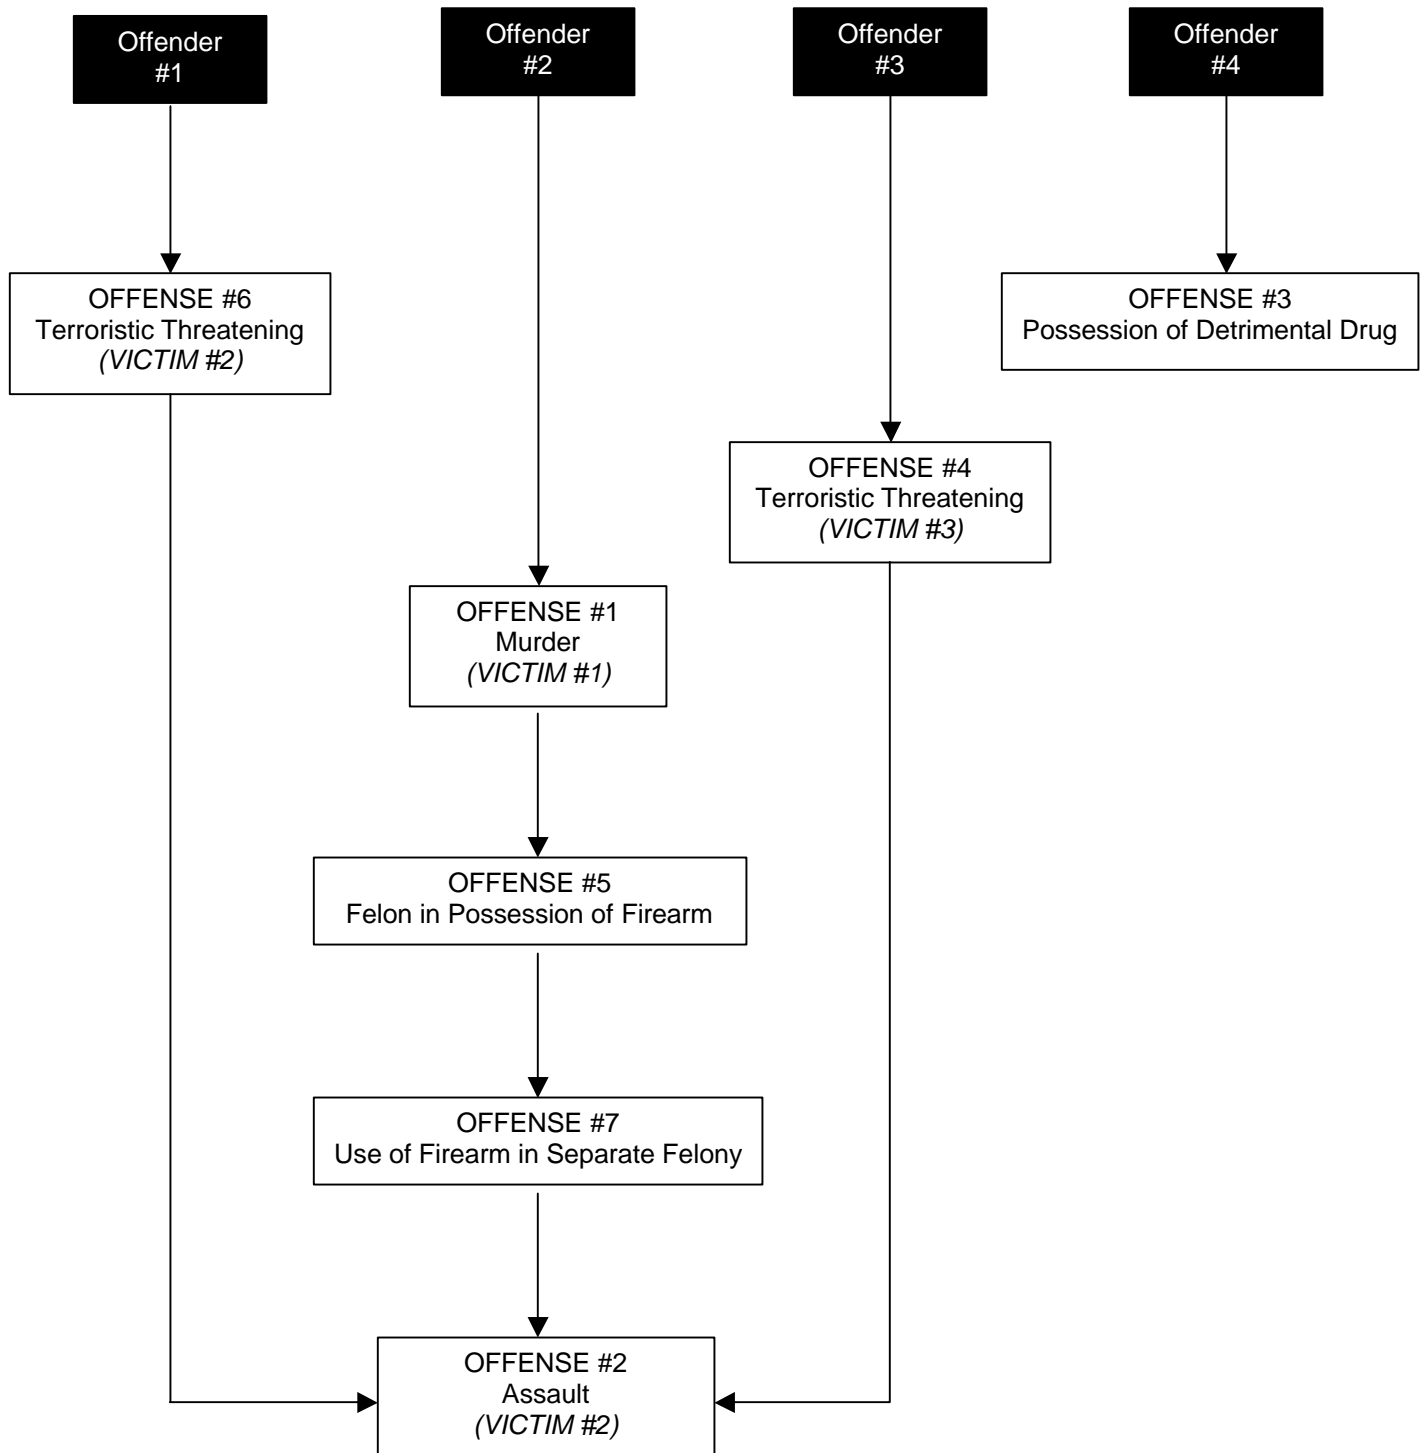 Offender
#1
Offender
#2
Offender
#3
Offender
#4
OFFENSE #6
Terroristic Threatening
(VICTIM #2)
OFFENSE #3
Possession of Detrimental Drug
OFFENSE #4
Terroristic Threatening
(VICTIM #3)
OFFENSE #1
Murder
(VICTIM #1)
OFFENSE #5
Felon in Possession of Firearm
OFFENSE #7
Use of Firearm in Separate Felony
OFFENSE #2
Assault
(VICTIM #2)